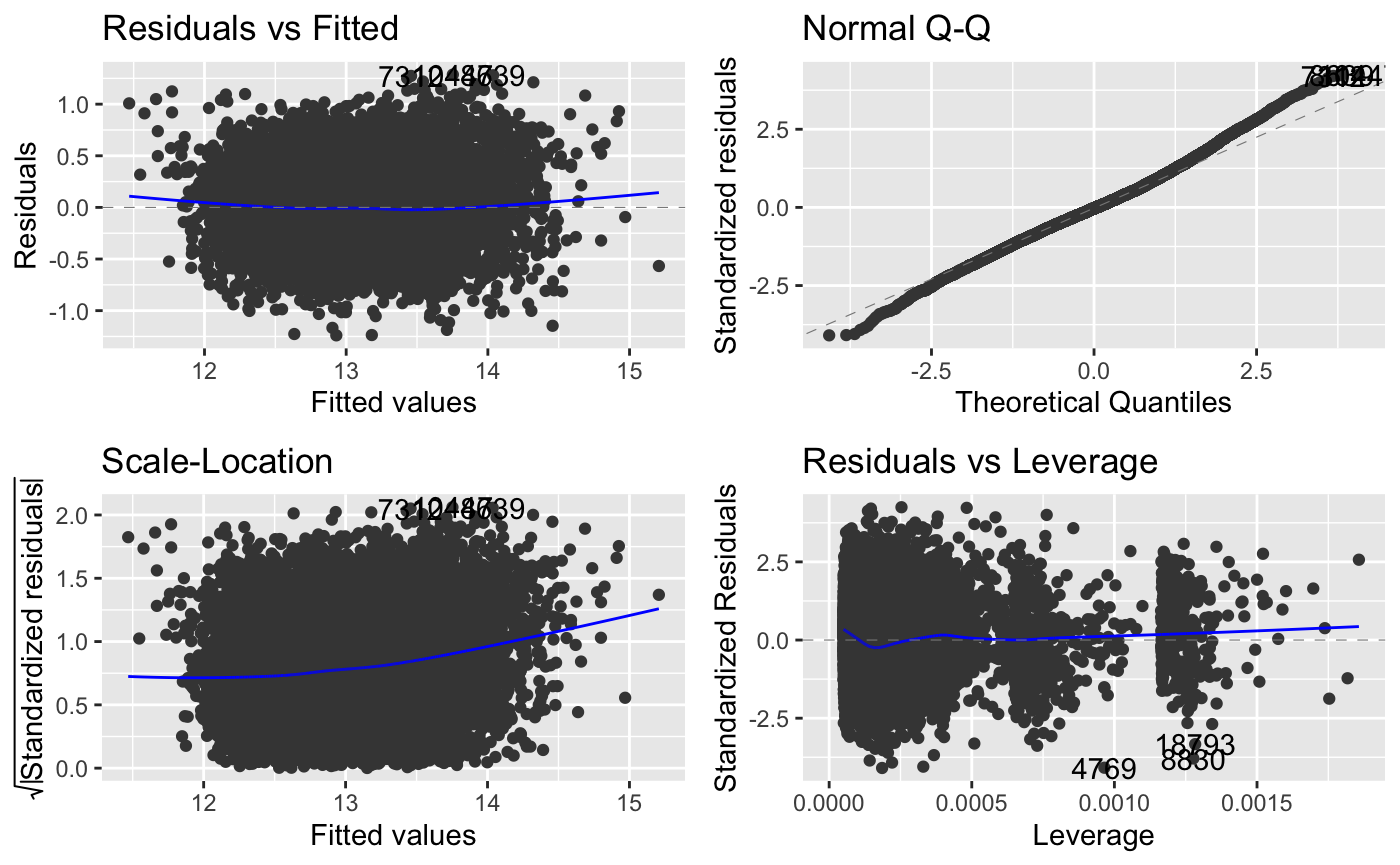 Residuals vs Fitted
Residuals
1.0
0.5
0.0
-0.5
-1.0
12
13
14
15
Fitted values
Normal Q-Q
Standardized residuals
2.5
0.0
-2.5
-2.5
0.0
2.5
Theoretical Quantiles
Scale-Location
√|Standardized residuals|
2.0
1.5
1.0
0.5
0.0
12
13
14
15
Fitted values
Residuals vs Leverage
Standardized Residuals
2.5
0.0
-2.5
18793
8880
4769
0.0000
0.0005
0.0010
0.0015
Leverage